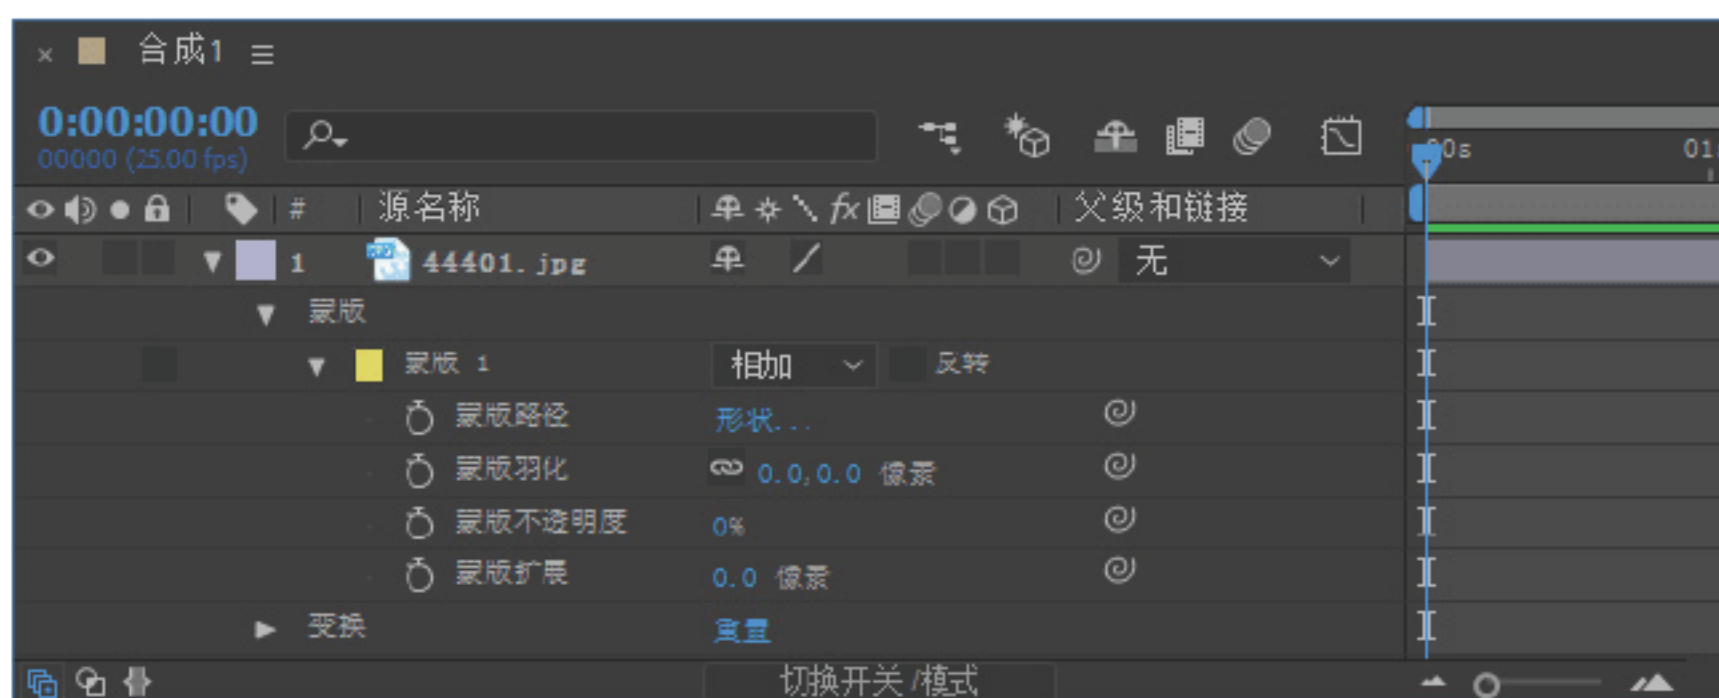 × 合成1 ≡
0:00:00:00
00000 (25.00 fps)
00s 01
# 源名称 fx 父级和链接
1 44401.jpg 无
蒙版
蒙版 1 相加 反转
蒙版路径 形状...
蒙版羽化 0.0,0.0 像素
蒙版不透明度 0%
蒙版扩展 0.0 像素
变换 重置
切换开关/模式